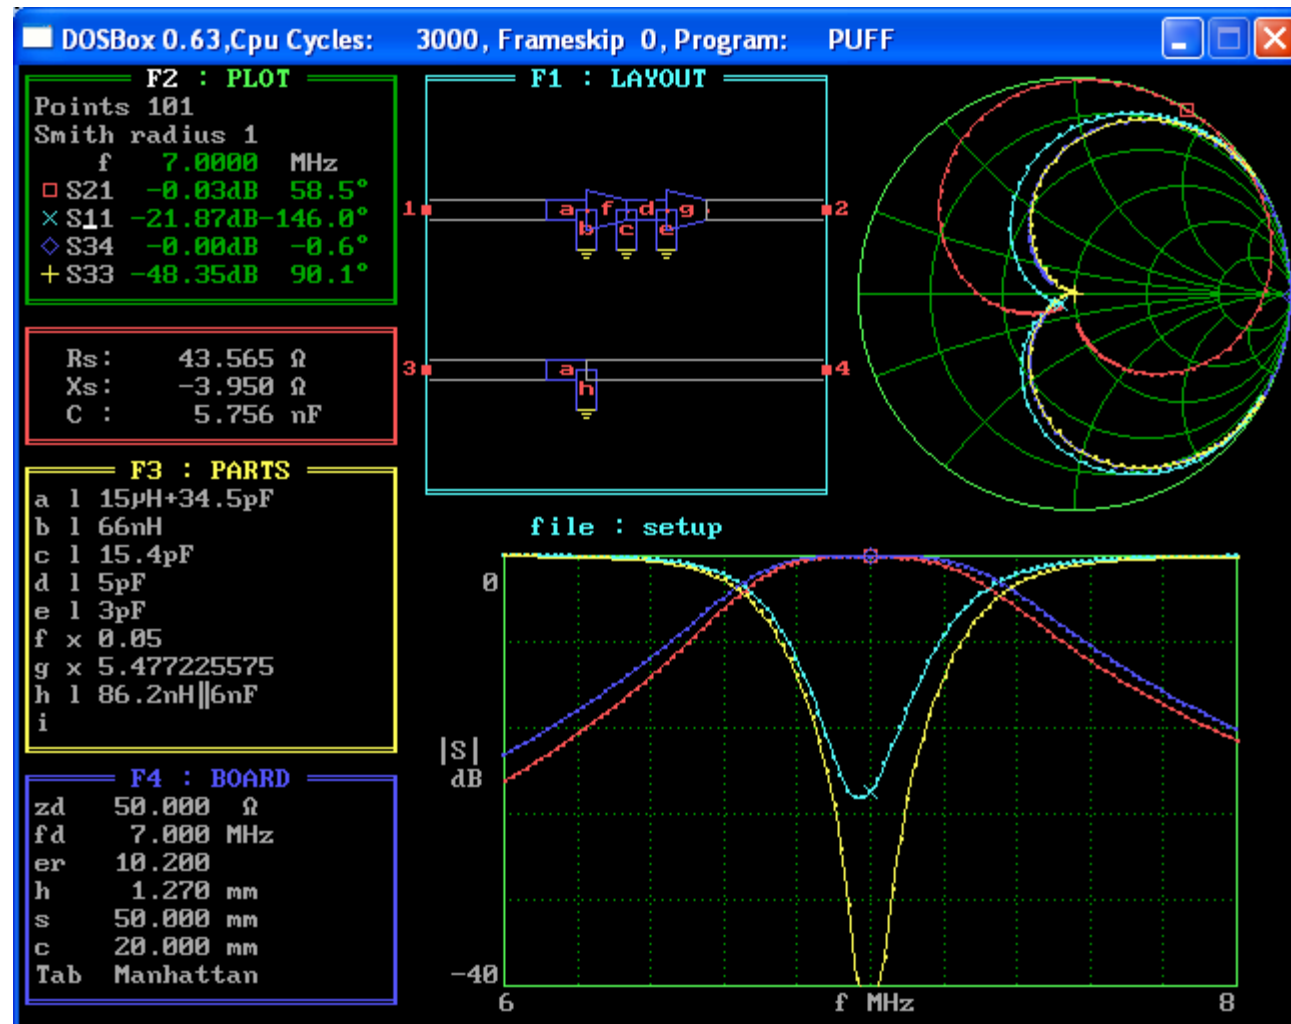 DOSBox 0.63,Cpu Cycles:    3000, Frameskip  0, Program:    PUFF
F2 : PLOT
Points 101
Smith radius 1
f   7.0000   MHz
S21 -0.03dB  58.5°
S11 -21.87dB-146.0°
S34  -0.00dB  -0.6°
S33 -48.35dB  90.1°
Rs:    43.565 Ω
Xs:    -3.950 Ω
C :     5.756 nF
F3 : PARTS
a l 15µH+34.5pF
b l 66nH
c l 15.4pF
d l 5pF
e l 3pF
f x 0.05
g x 5.477225575
h l 86.2nH‖6nF
i
F4 : BOARD
zd   50.000  Ω
fd    7.000 MHz
er   10.200
h     1.270 mm
s    50.000 mm
c    20.000 mm
Tab  Manhattan
F1 : LAYOUT
1 a f d g 2
b c e
3 a 4
h
file : setup
0
|S|
dB
-40
6 f MHz 8